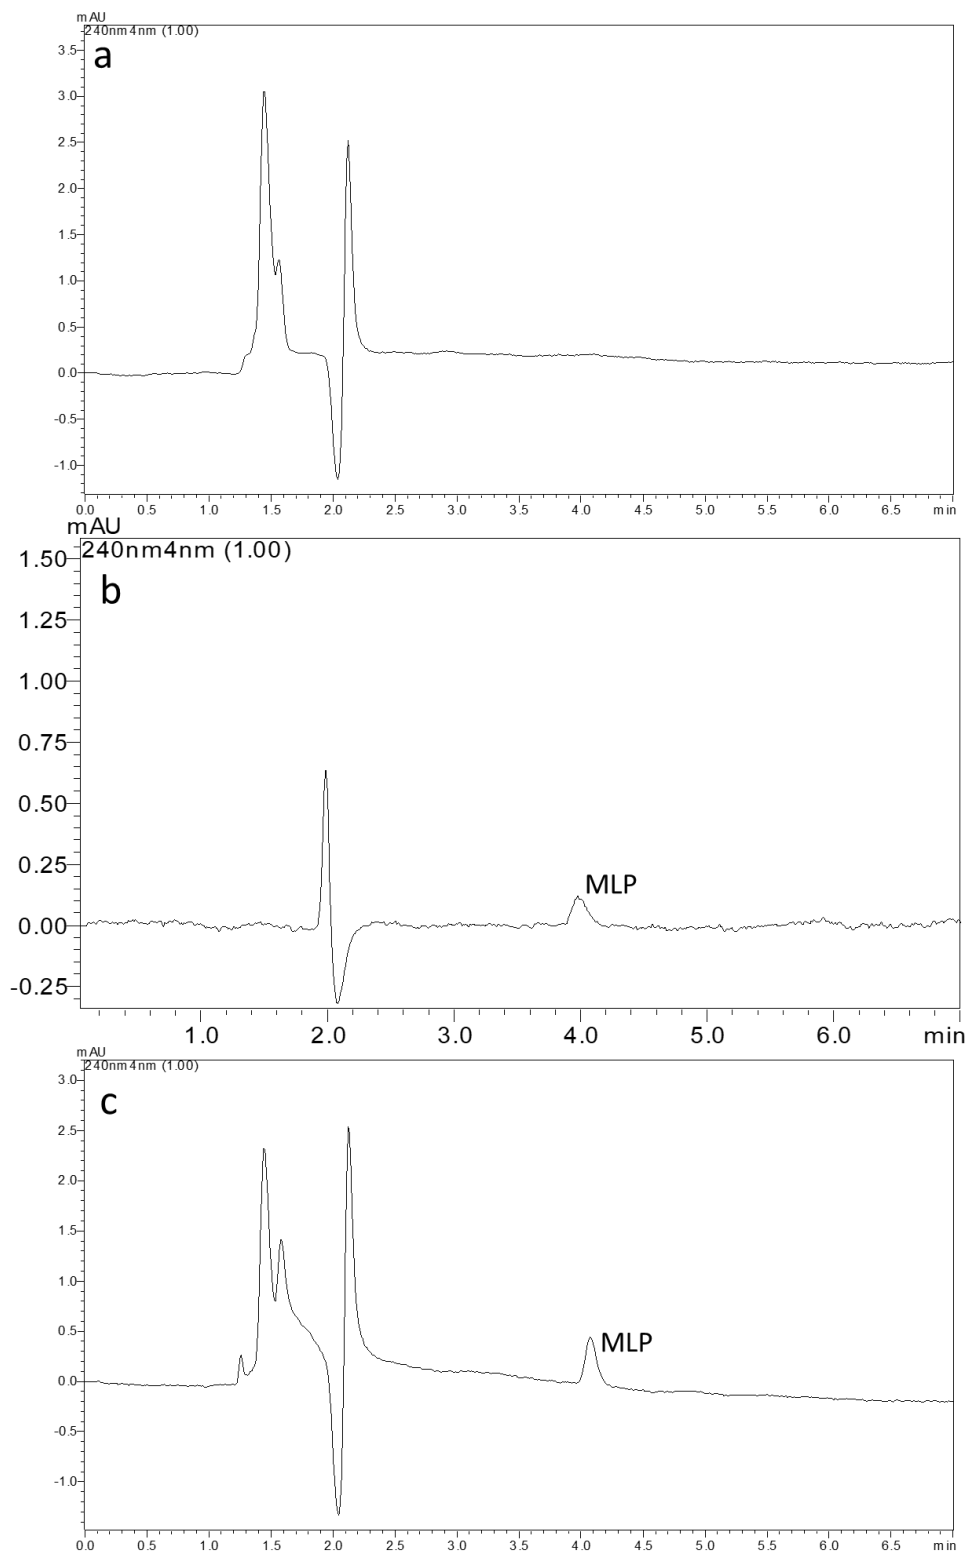 mAU
240nm4nm (1.00)
a
3.5
3.0
2.5
2.0
1.5
1.0
0.5
0.0
-0.5
-1.0
0.0 0.5 1.0 1.5 2.0 2.5 3.0 3.5 4.0 4.5 5.0 5.5 6.0 6.5 min
mAU
240nm4nm (1.00)
b
1.50
1.25
1.00
0.75
0.50
0.25
MLP
0.00
-0.25
1.0 2.0 3.0 4.0 5.0 6.0 min
mAU
240nm4nm (1.00)
c
3.0
2.5
2.0
1.5
1.0
0.5
MLP
0.0
-0.5
-1.0
0.0 0.5 1.0 1.5 2.0 2.5 3.0 3.5 4.0 4.5 5.0 5.5 6.0 6.5 min